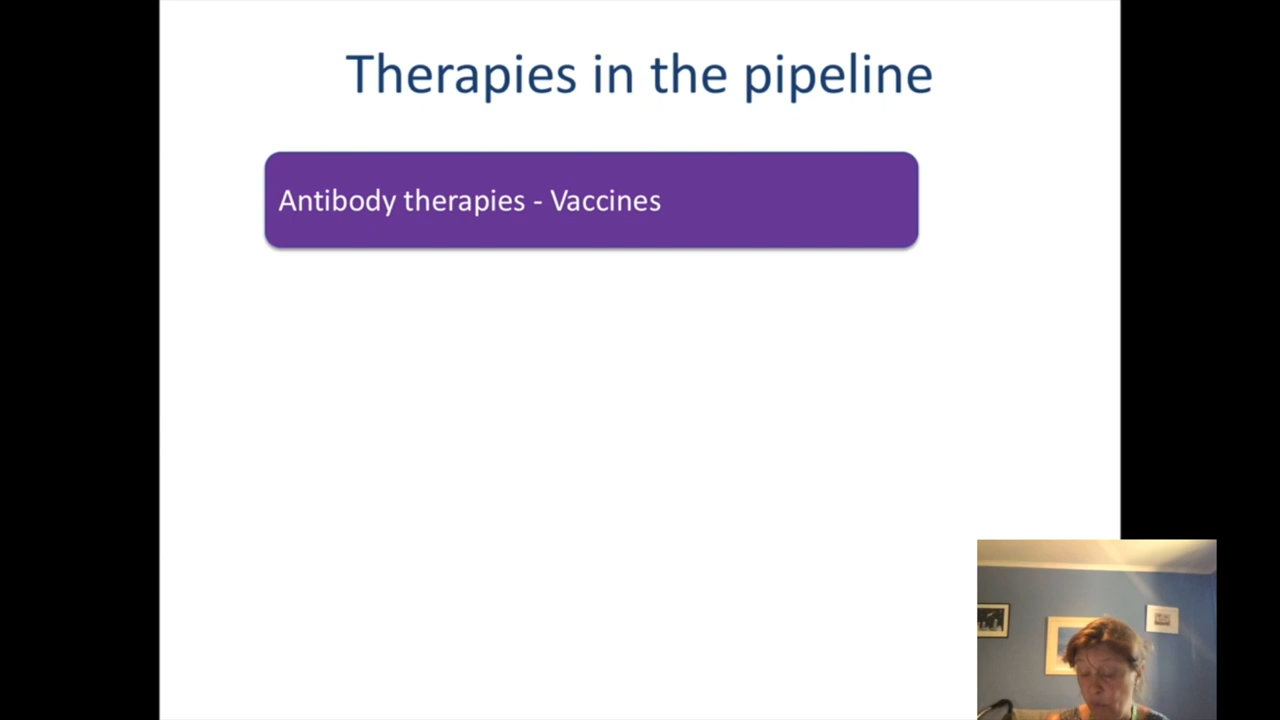 Therapies in the pipeline
Antibody therapies - Vaccines